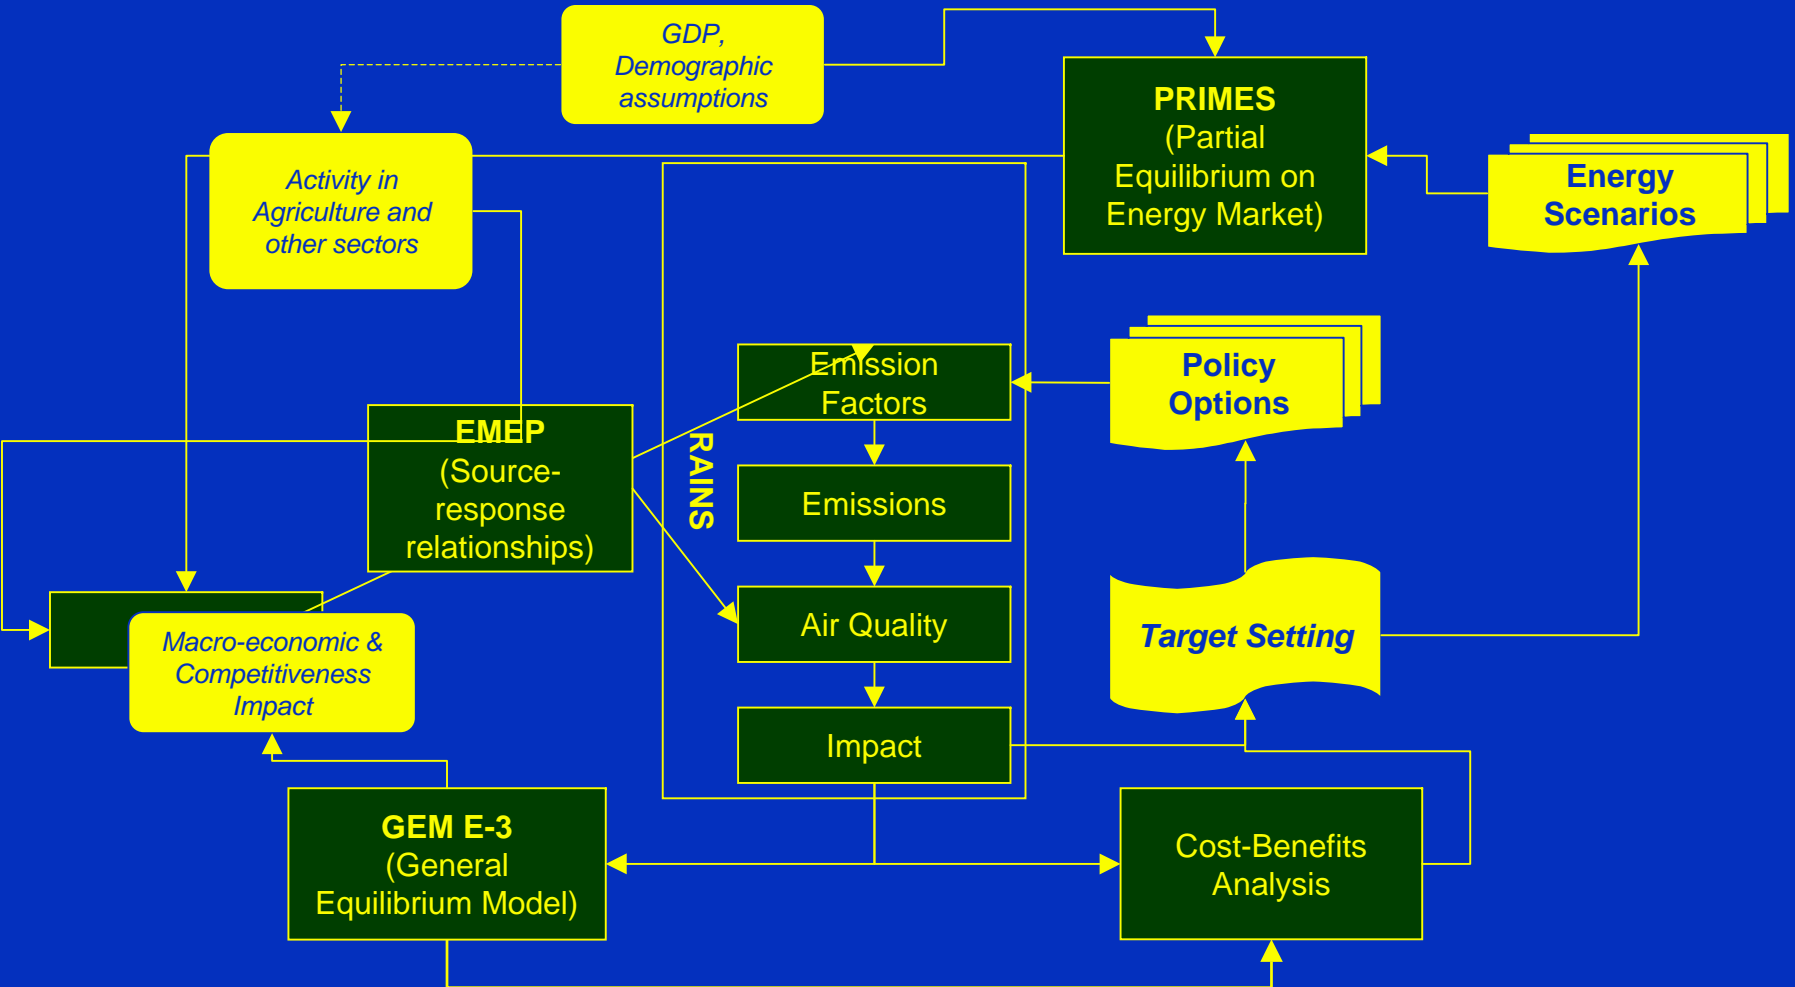 GDP,
Demographic
assumptions
PRIMES
(Partial
Equilibrium on
Energy Market)
Energy
Scenarios
Activity in
Agriculture and
other sectors
Policy
Options
Emission
Factors
EMEP
(Source-
response
relationships)
RAINS
Emissions
Air Quality
Target Setting
Macro-economic &
Competitiveness
Impact
Impact
GEM E-3
(General
Equilibrium Model)
Cost-Benefits
Analysis